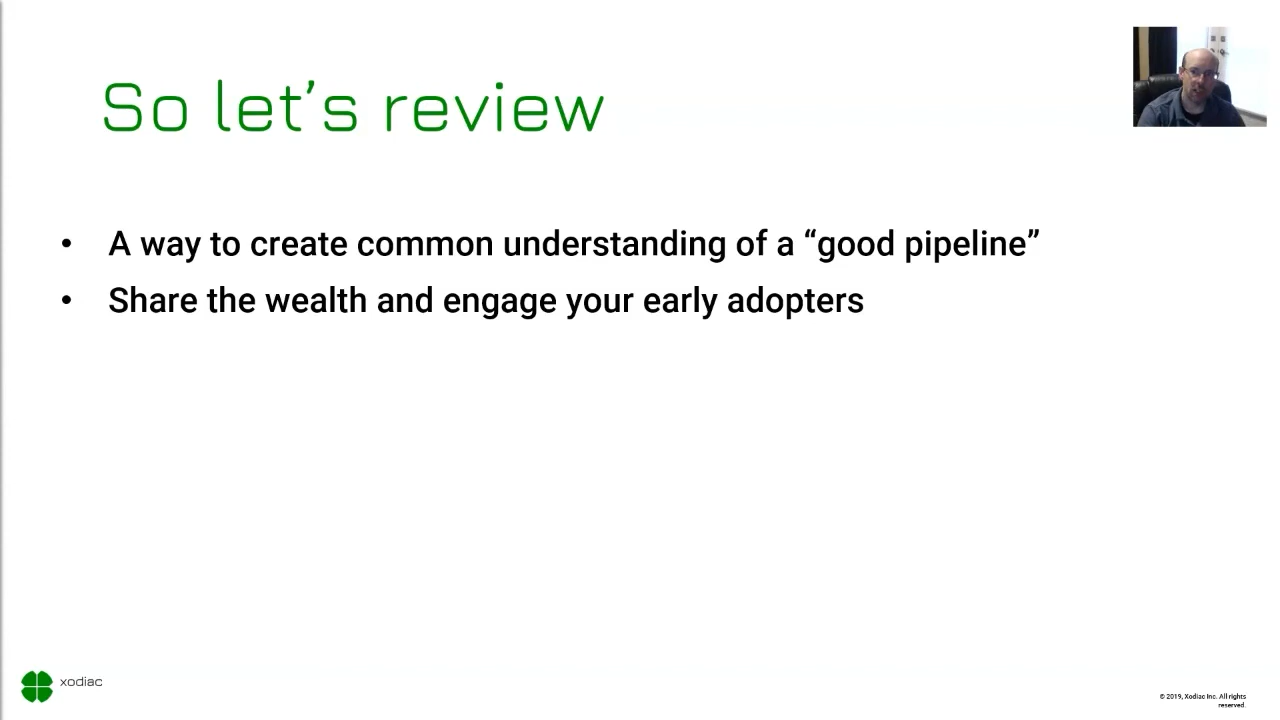 So let’s review
• A way to create common understanding of a “good pipeline”
• Share the wealth and engage your early adopters
xodiac
© 2019, Xodiac Inc. All rights
reserved.